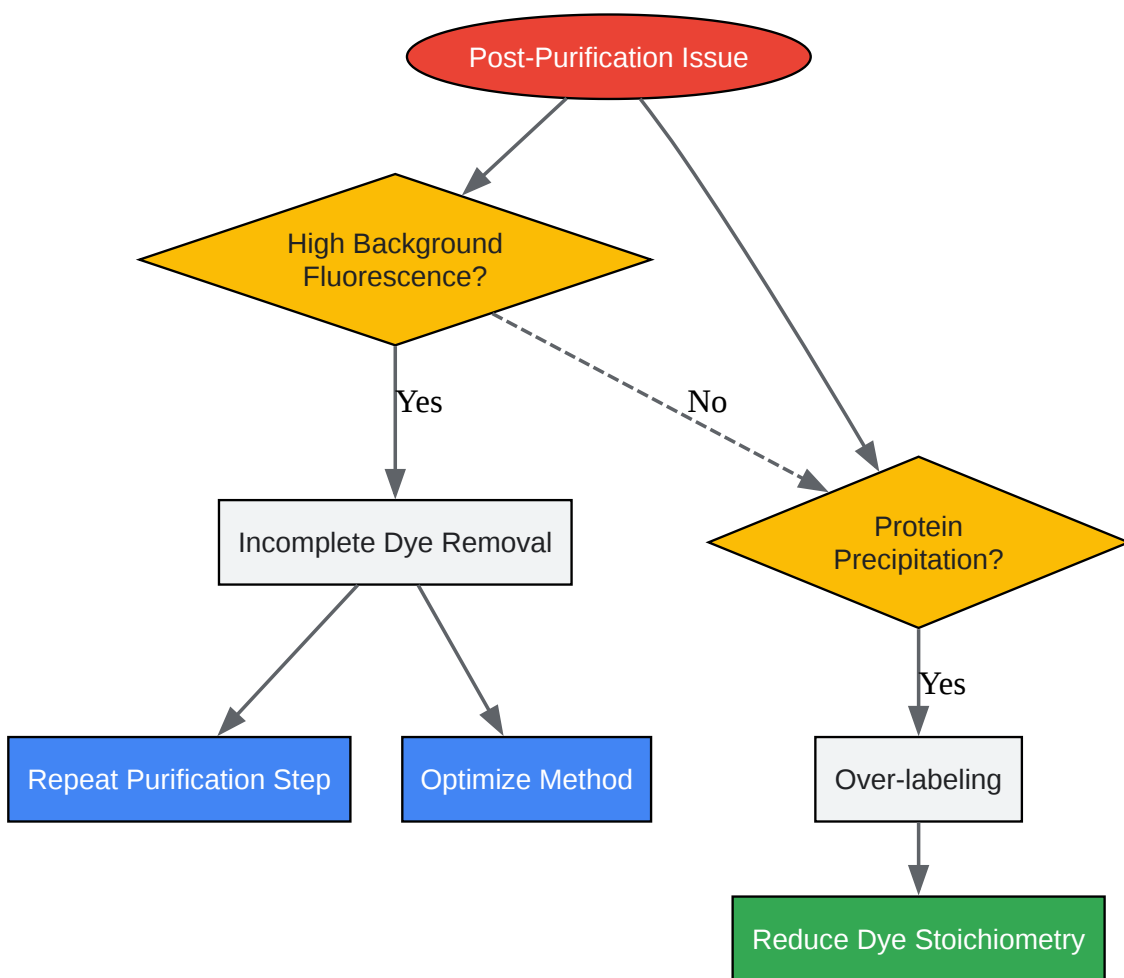 Post-Purification Issue
High Background
Fluorescence?
Yes
No
Incomplete Dye Removal
Protein
Precipitation?
Yes
Repeat Purification Step
Optimize Method
Over-labeling
Reduce Dye Stoichiometry